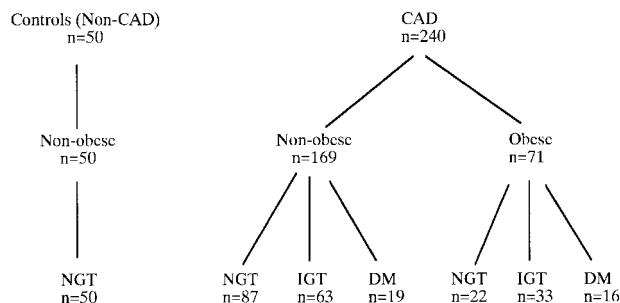 Controls (Non-CAD)
n=50
CAD
n=240
Non-obese
n=50
Non-obese
n=169
Obese
n=71
NGT
n=50
NGT
n=87
IGT
n=63
DM
n=19
NGT
n=22
IGT
n=33
DM
n=16